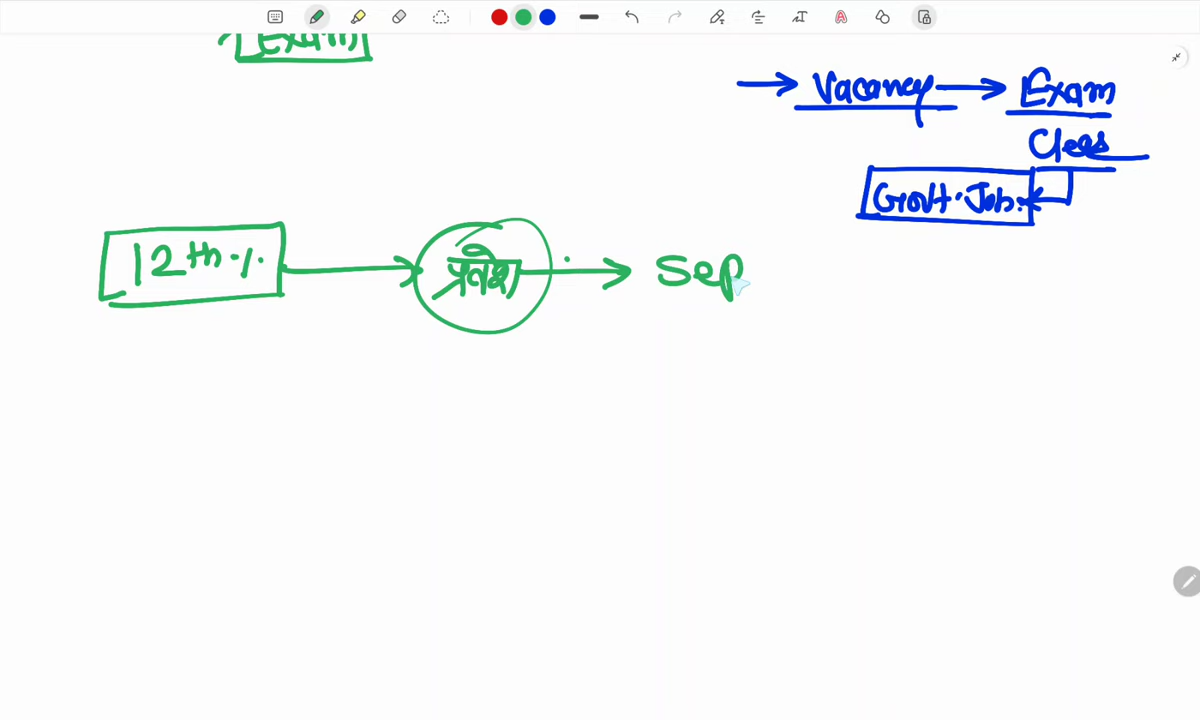 Exam
Vacancy Exam
Clear
Govt. Job.
12th % प्रवेश Sep